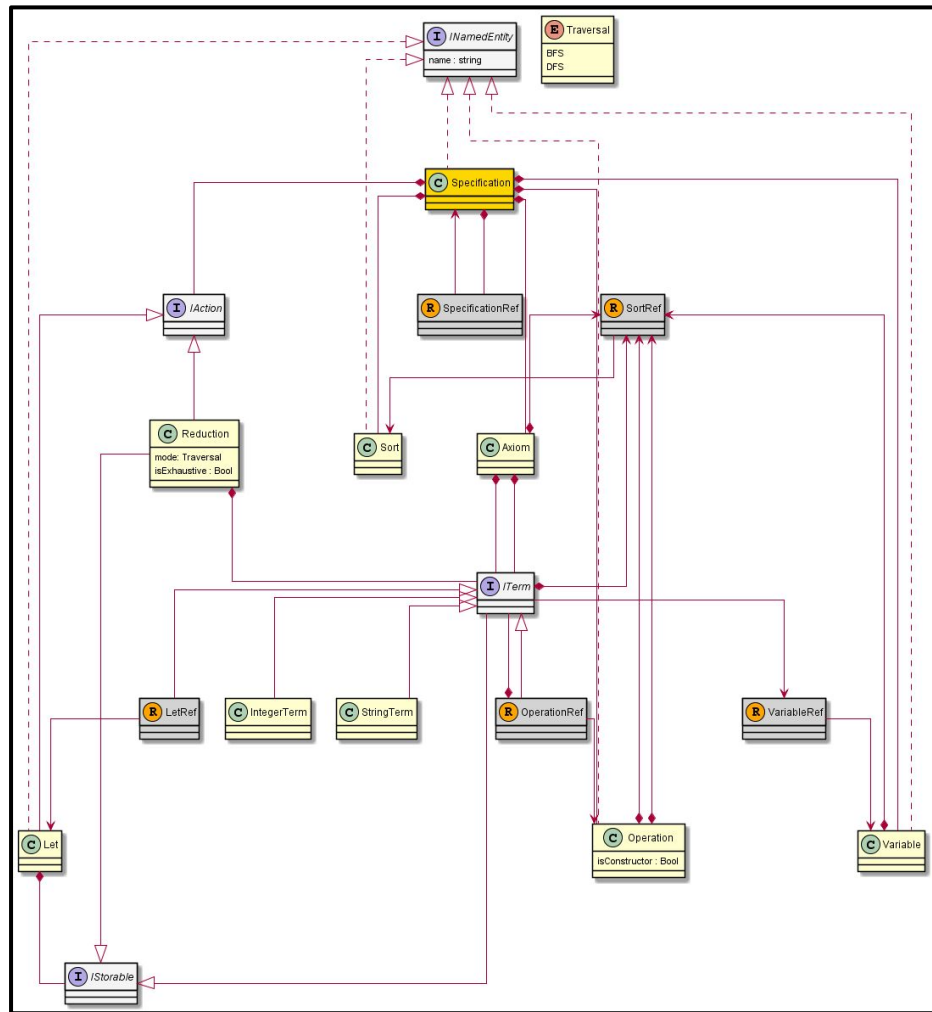 I INamedEntity
name : string
E Traversal
BFS
DFS
C Specification
I IAction
R SpecificationRef
R SortRef
C Reduction
mode: Traversal
isExhaustive : Bool
C Sort
C Axiom
I ITerm
R LetRef
C IntegerTerm
C StringTerm
R OperationRef
R VariableRef
C Let
C Operation
isConstructor : Bool
C Variable
I IStorable